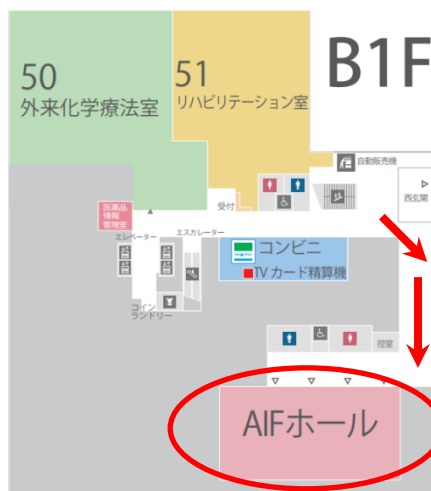 B1F
50
外来化学療法室
51
リハビリテーション室
自動販売機
西玄関
受付
医薬品
情報
管理室
エレベーター
エスカレーター
コンビニ
TVカード精算機
コイン
ランドリー
控室
AIFホール